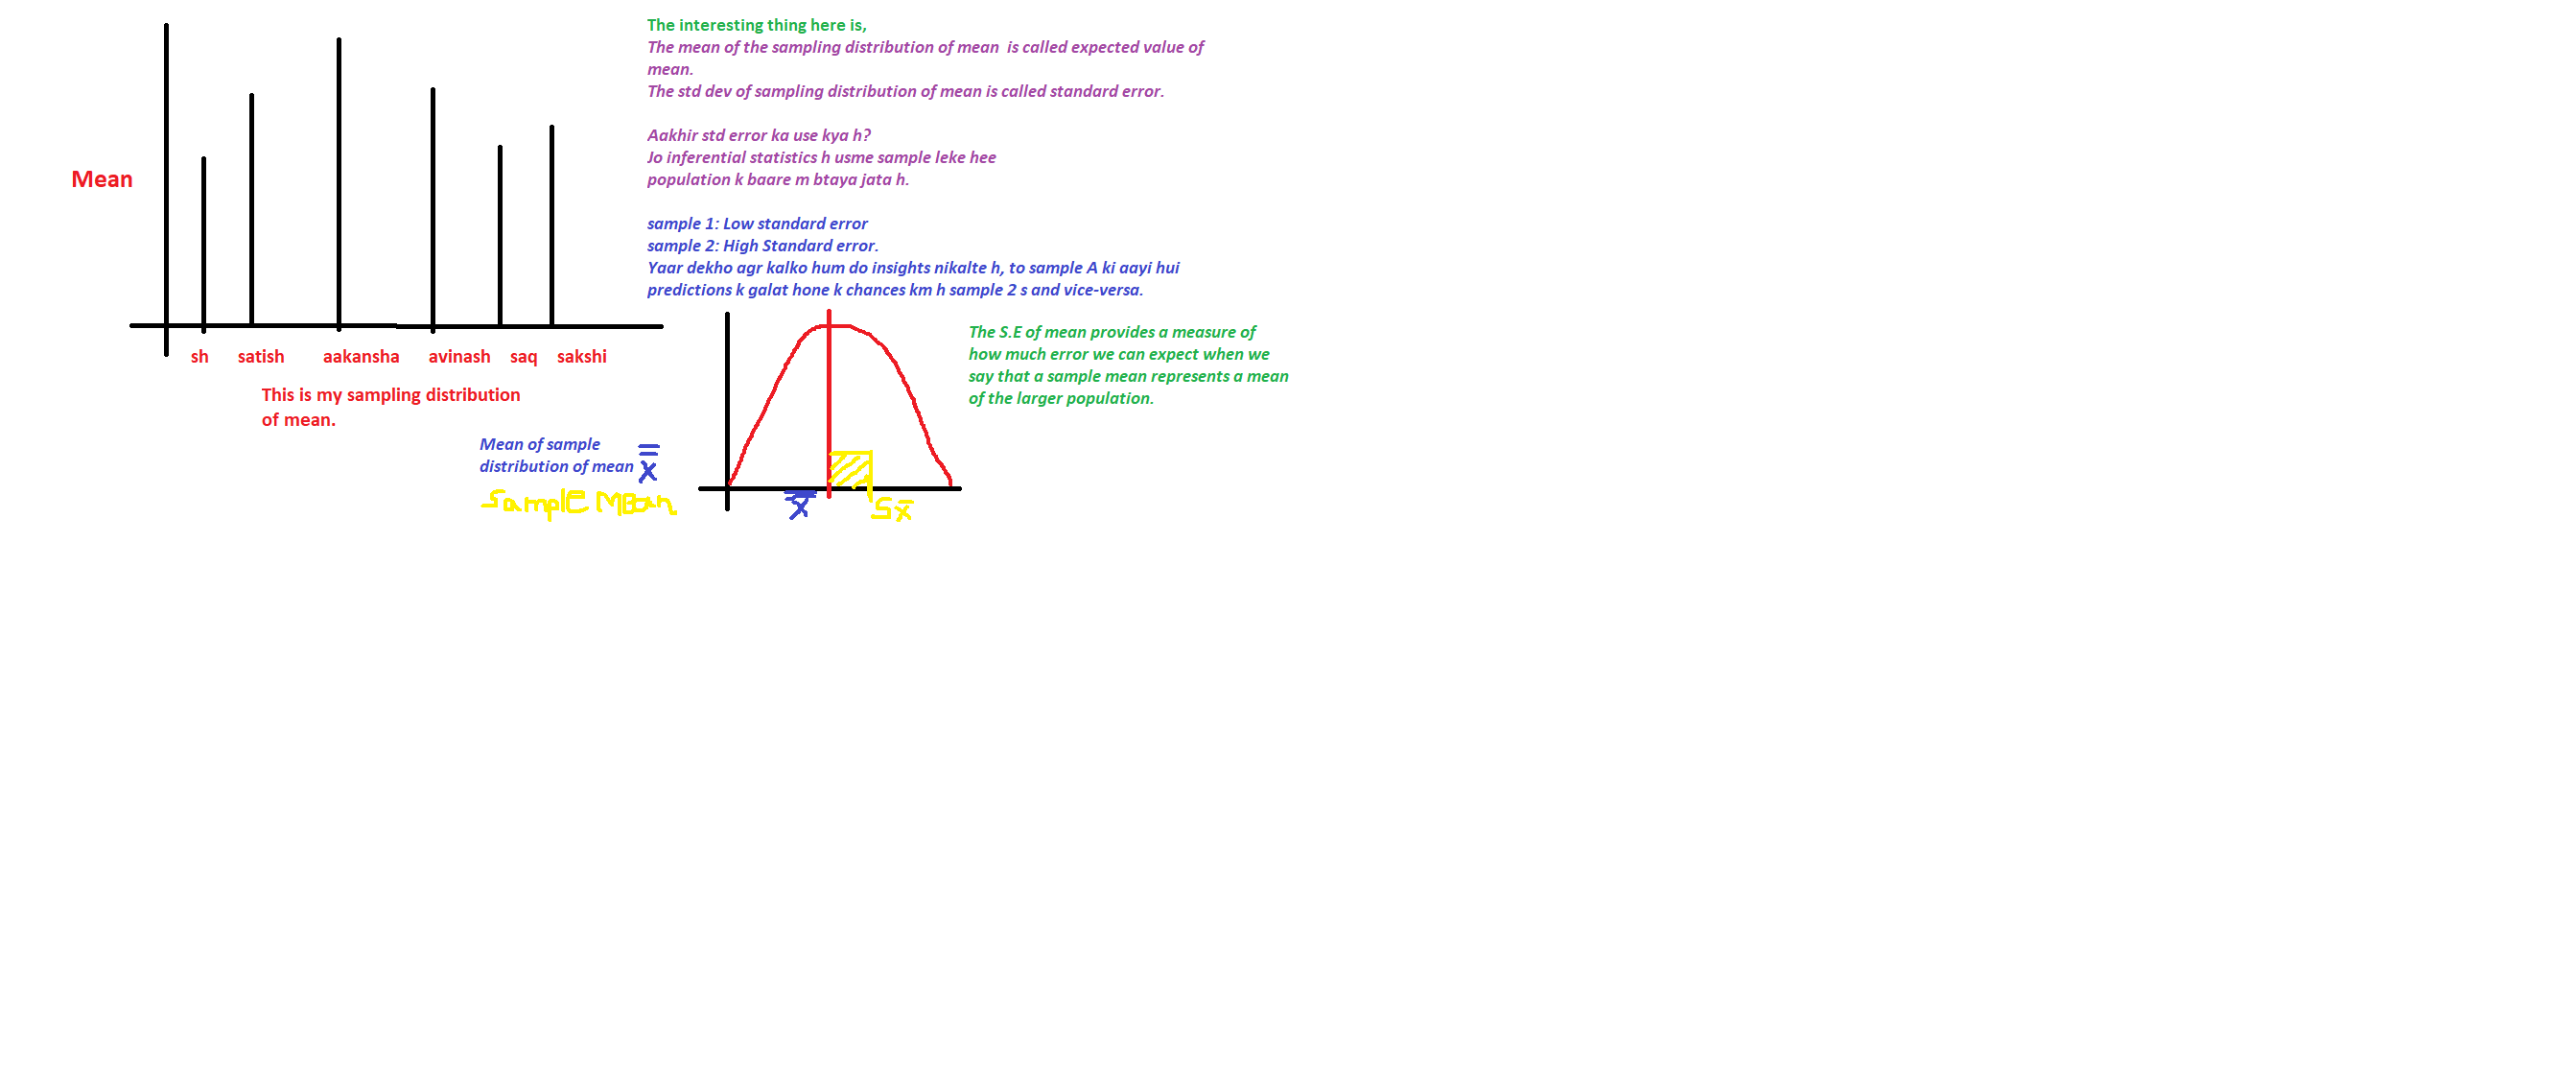 The interesting thing here is,
The mean of the sampling distribution of mean is called expected value of
mean.
The std dev of sampling distribution of mean is called standard error.
Aakhir std error ka use kya h?
Jo inferential statistics h usme sample leke hee
population k baare m btaya jata h.
sample 1: Low standard error
sample 2: High Standard error.
Yaar dekho agr kalko hum do insights nikalte h, to sample A ki aayi hui
predictions k galat hone k chances km h sample 2 s and vice-versa.
Mean
sh satish aakansha avinash saq sakshi
This is my sampling distribution
of mean.
The S.E of mean provides a measure of
how much error we can expect when we
say that a sample mean represents a mean
of the larger population.
Mean of sample
distribution of mean x̿
Sample Mean
x̿ Sx̅